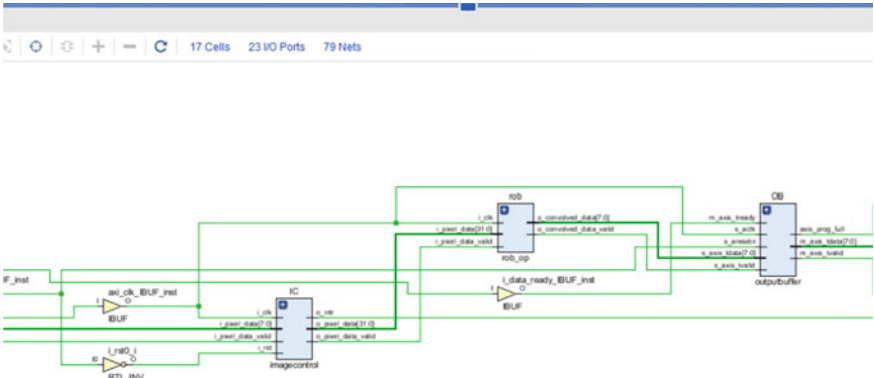 17 Cells 23 I/O Ports 79 Nets
rob
i_clk
i_pixel_data[31:0]
i_pixel_data_valid
o_convolved_data[7:0]
o_convolved_data_valid
rob_op
OB
m_axis_tready
s_aclk
s_aresetn
s_axis_tdata[7:0]
s_axis_tvalid
axis_prog_full
m_axis_tdata[7:0]
m_axis_tvalid
outputbuffer
UF_inst
axi_clk_IBUF_inst
I
O
IBUF
i_data_ready_IBUF_inst
I
O
IBUF
IC
i_clk
i_pixel_data[7:0]
i_pixel_data_valid
i_rst
o_intr
o_pixel_data[31:0]
o_pixel_data_valid
imagecontrol
i_rst0_i
I0
O
RTL_INV